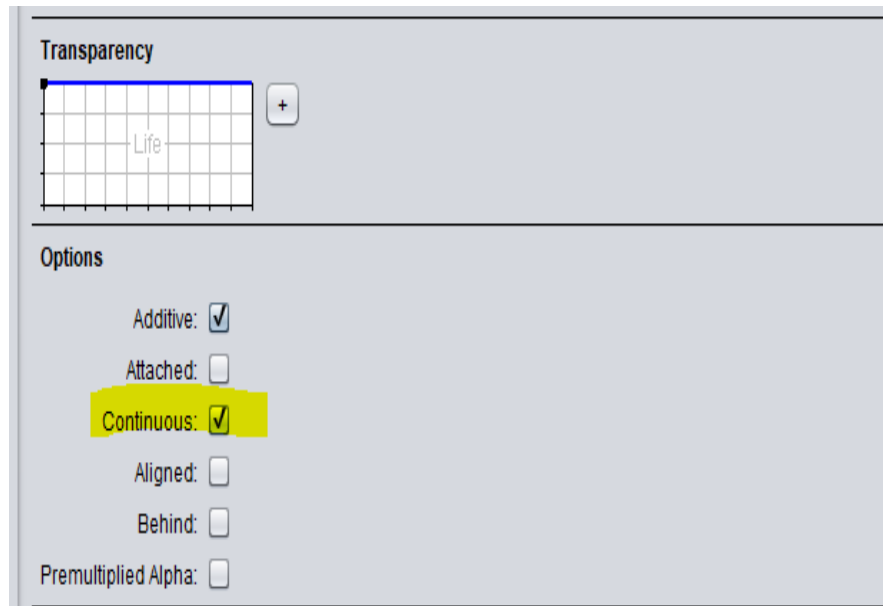 Transparency
+
Life
Options
Additive:
Attached:
Continuous:
Aligned:
Behind:
Premultiplied Alpha: